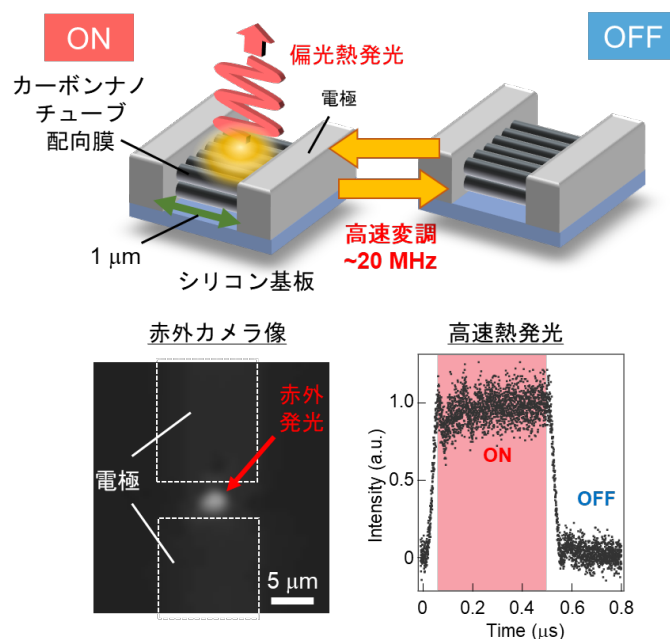 ON
OFF
偏光熱発光
カーボンナノ
チューブ
配向膜
電極
1 μm
高速変調
~20 MHz
シリコン基板
赤外カメラ像
赤外
発光
電極
5 μm
高速熱発光
Intensity (a.u.)
1.0
0.5
0
ON
OFF
0
0.2
0.4
0.6
0.8
Time (μs)